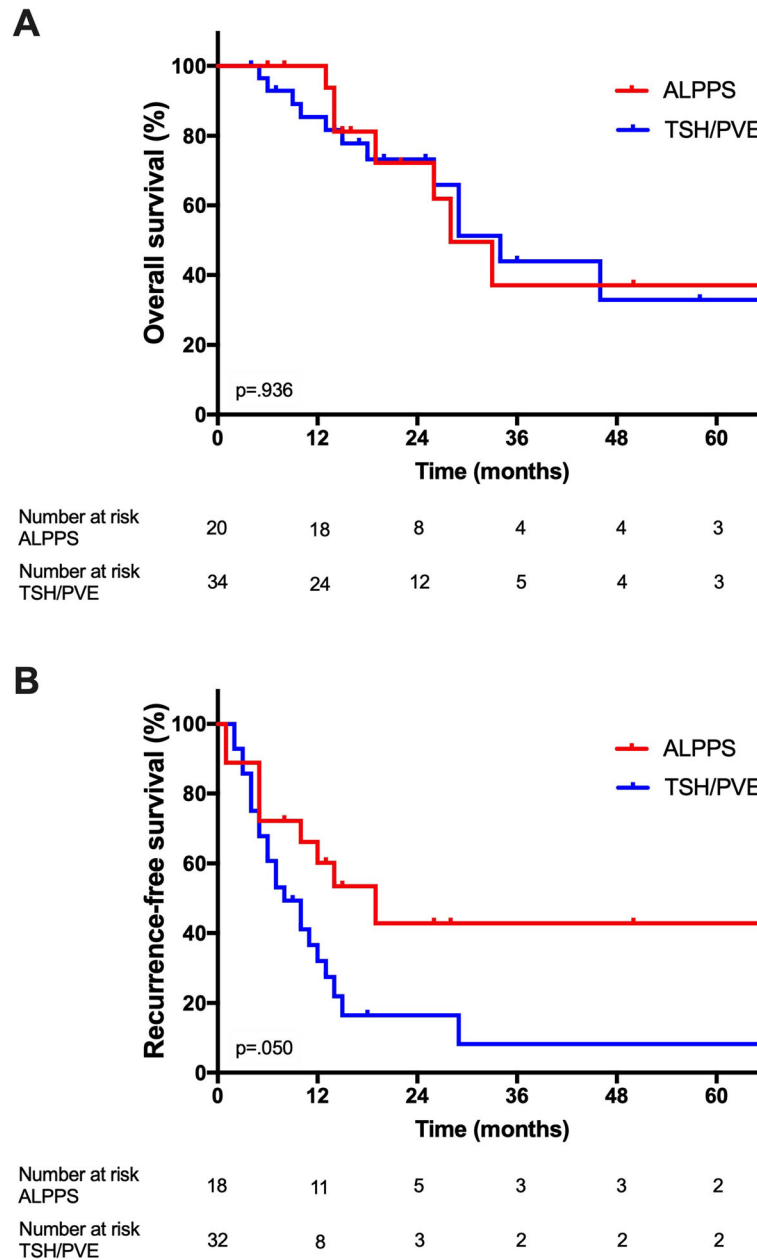 A
Overall survival (%)
100
80
60
40
20
0
ALPPS
TSH/PVE
p=.936
0 12 24 36 48 60
Time (months)
Number at risk
ALPPS
20 18 8 4 4 3
Number at risk
TSH/PVE
34 24 12 5 4 3
B
Recurrence-free survival (%)
100
80
60
40
20
0
ALPPS
TSH/PVE
p=.050
0 12 24 36 48 60
Time (months)
Number at risk
ALPPS
18 11 5 3 3 2
Number at risk
TSH/PVE
32 8 3 2 2 2